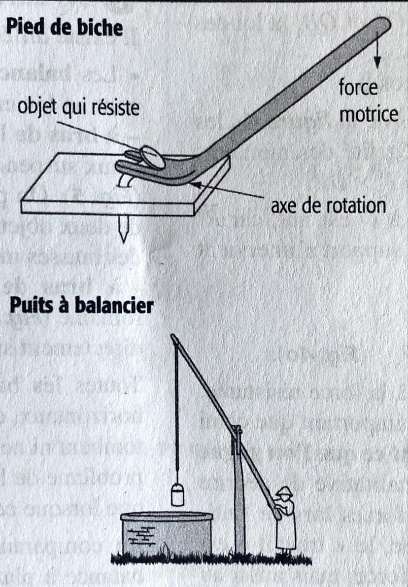 Pied de biche
objet qui résiste
force
motrice
axe de rotation
Puits à balancier